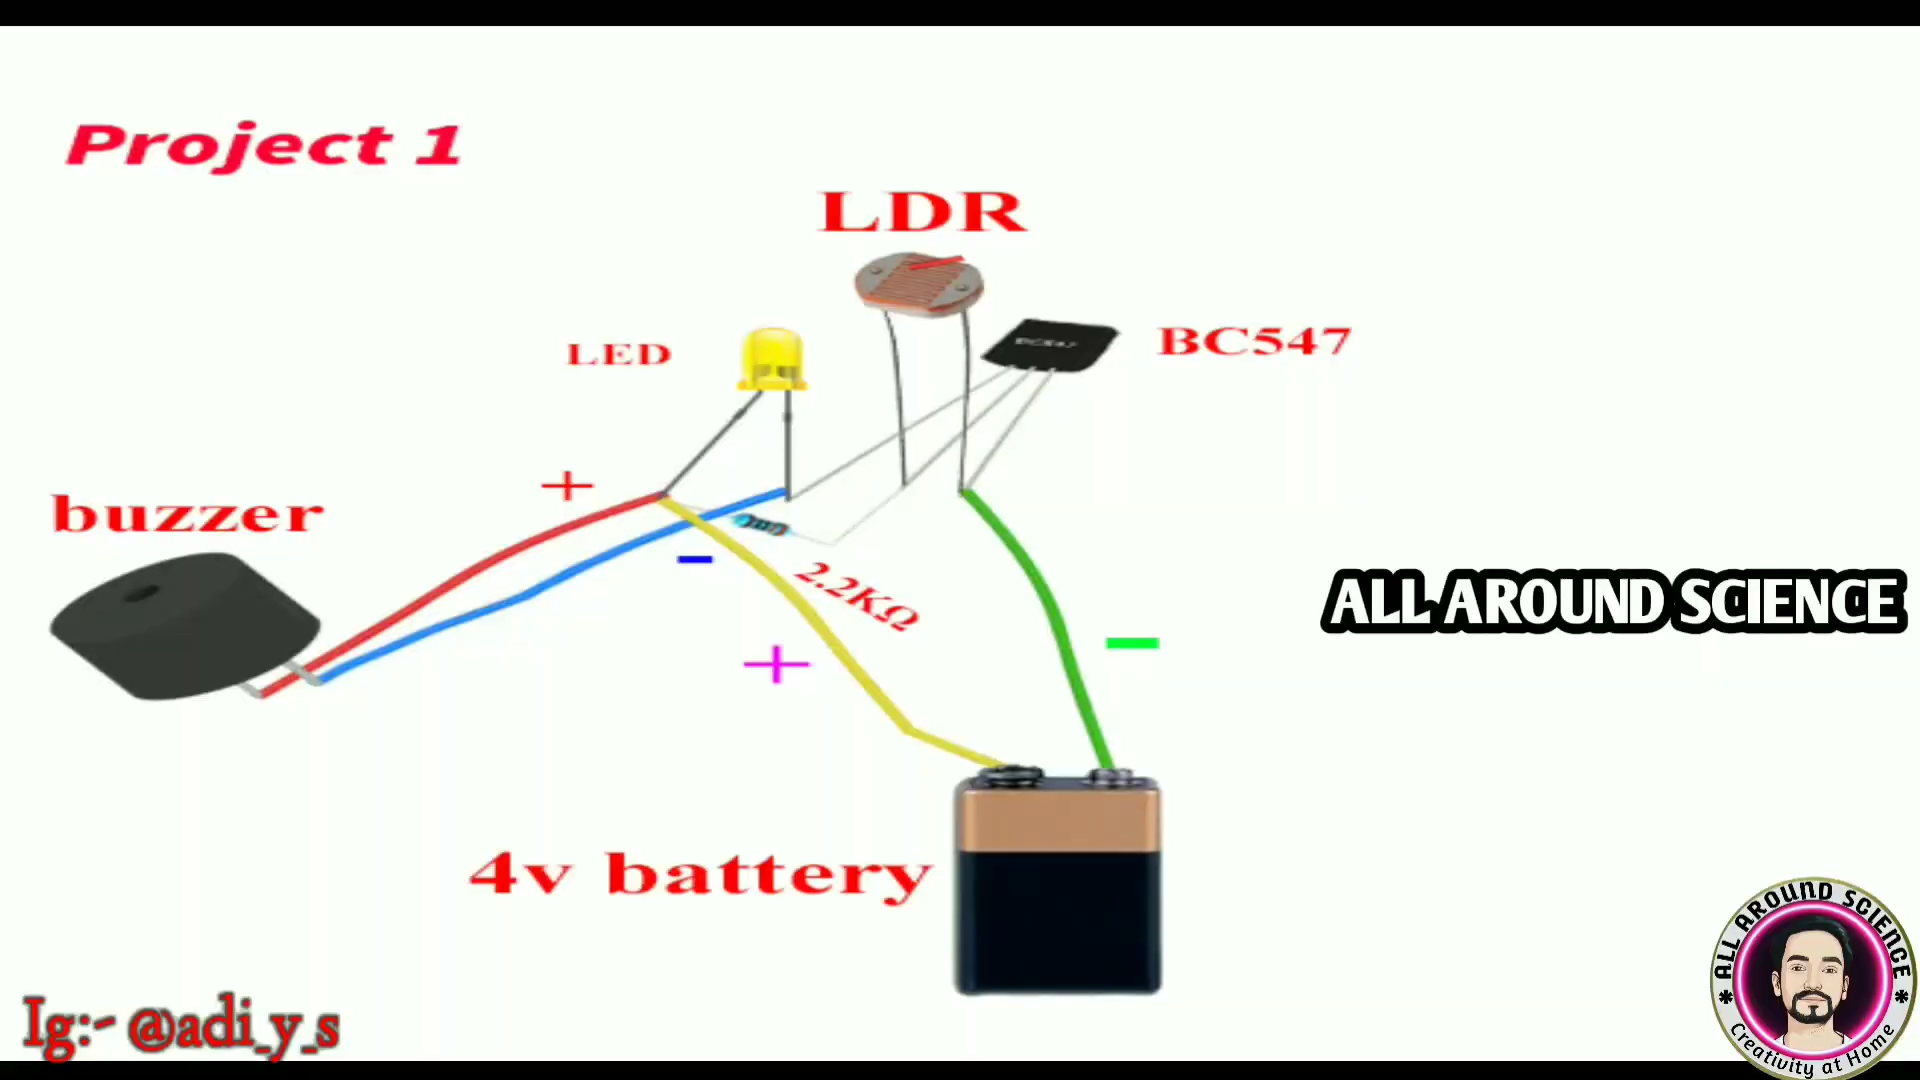 Project 1
LDR
LED
BC547
BC547
+
buzzer
-
2.2KΩ
ALL AROUND SCIENCE
+
-
4v battery
ALL AROUND SCIENCE
* *
Creativity at Home
Ig:- @adi_y_s